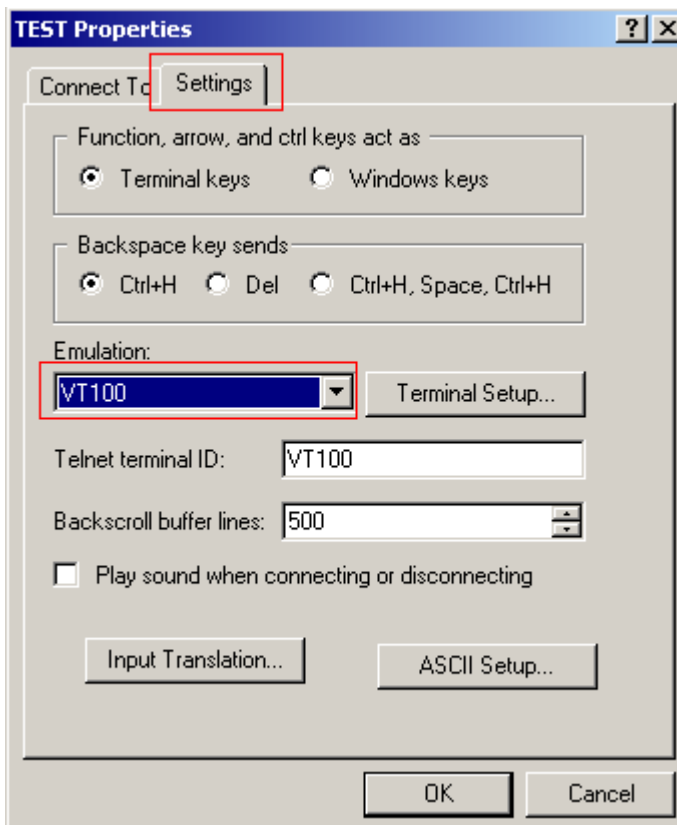 TEST Properties
Connect To Settings
Function, arrow, and ctrl keys act as
Terminal keys Windows keys
Backspace key sends
Ctrl+H Del Ctrl+H, Space, Ctrl+H
Emulation:
VT100 Terminal Setup...
Telnet terminal ID: VT100
Backscroll buffer lines: 500
Play sound when connecting or disconnecting
Input Translation... ASCII Setup...
OK Cancel